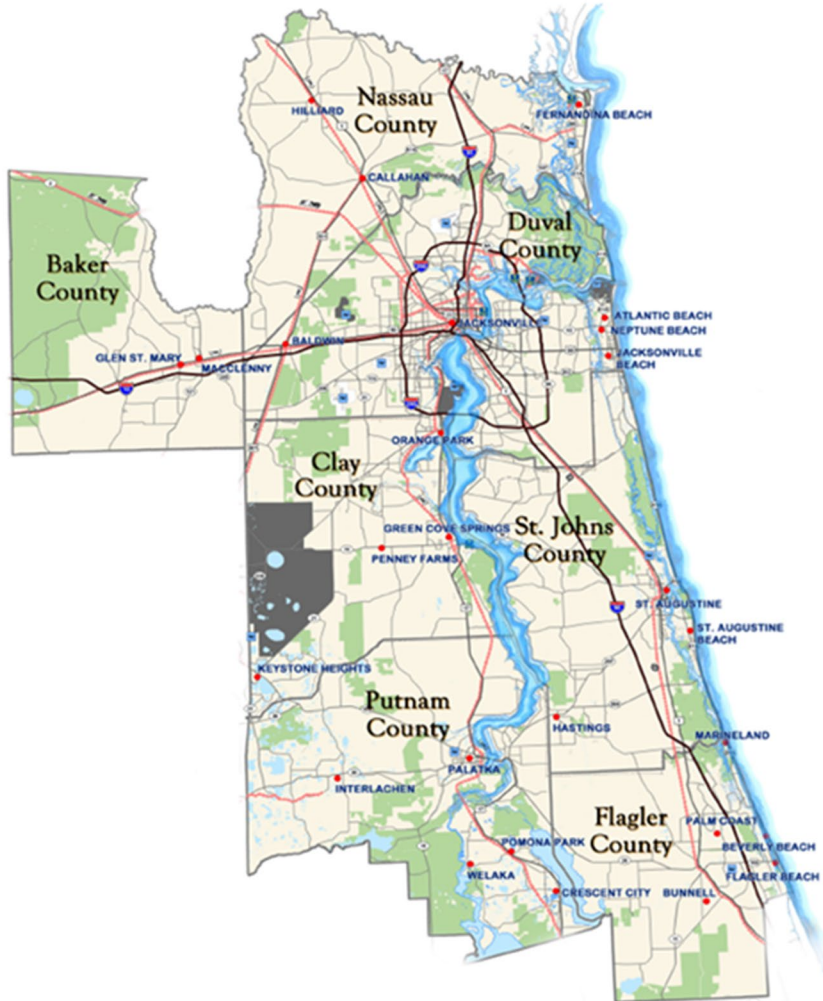 Nassau
County
HILLIARD
FERNANDINA BEACH
CALLAHAN
Duval
County
Baker
County
ATLANTIC BEACH
NEPTUNE BEACH
JACKSONVILLE
BALDWIN
JACKSONVILLE
BEACH
GLEN ST. MARY
MACCLENNY
ORANGE PARK
Clay
County
GREEN COVE SPRINGS
St. Johns
County
PENNEY FARMS
ST. AUGUSTINE
ST. AUGUSTINE
BEACH
KEYSTONE HEIGHTS
Putnam
County
HASTINGS
MARINELAND
PALATKA
INTERLACHEN
Flagler
County
PALM COAST
POMONA PARK
BEVERLY BEACH
WELAKA
FLAGLER BEACH
CRESCENT CITY
BUNNELL